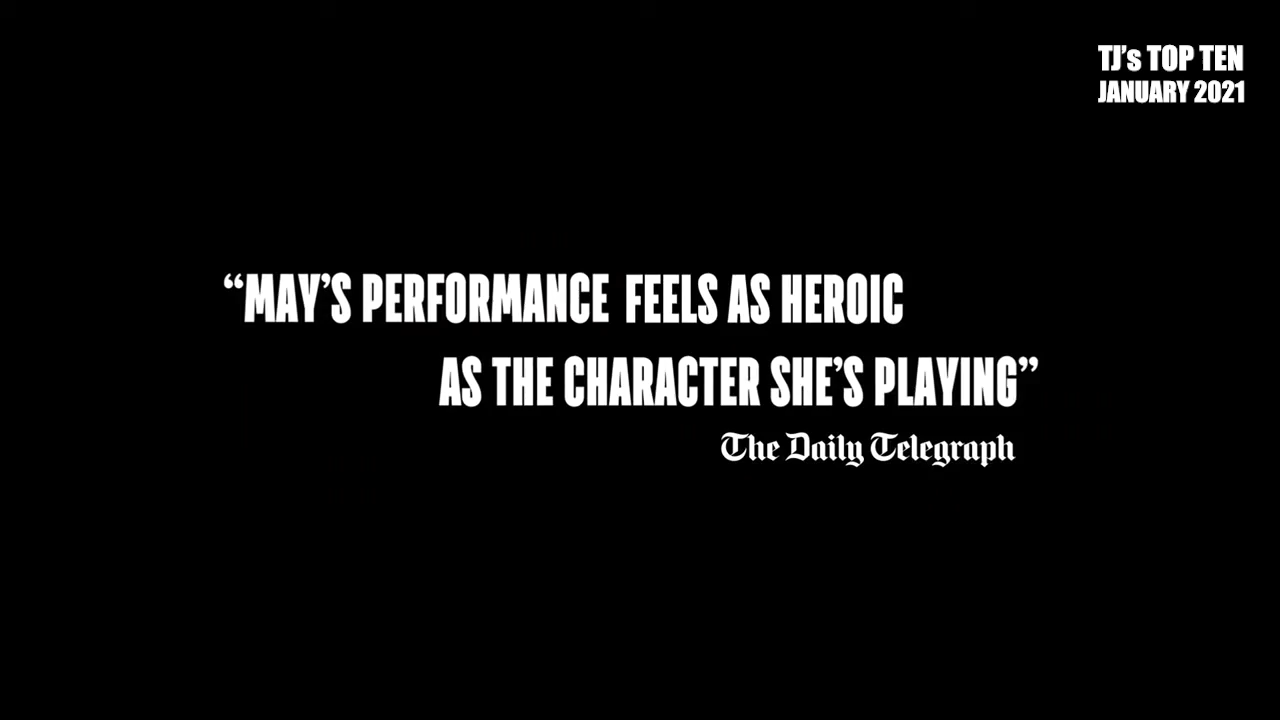 TJ’s TOP TEN
JANUARY 2021
“MAY’S PERFORMANCE FEELS AS HEROIC
AS THE CHARACTER SHE’S PLAYING”
The Daily Telegraph